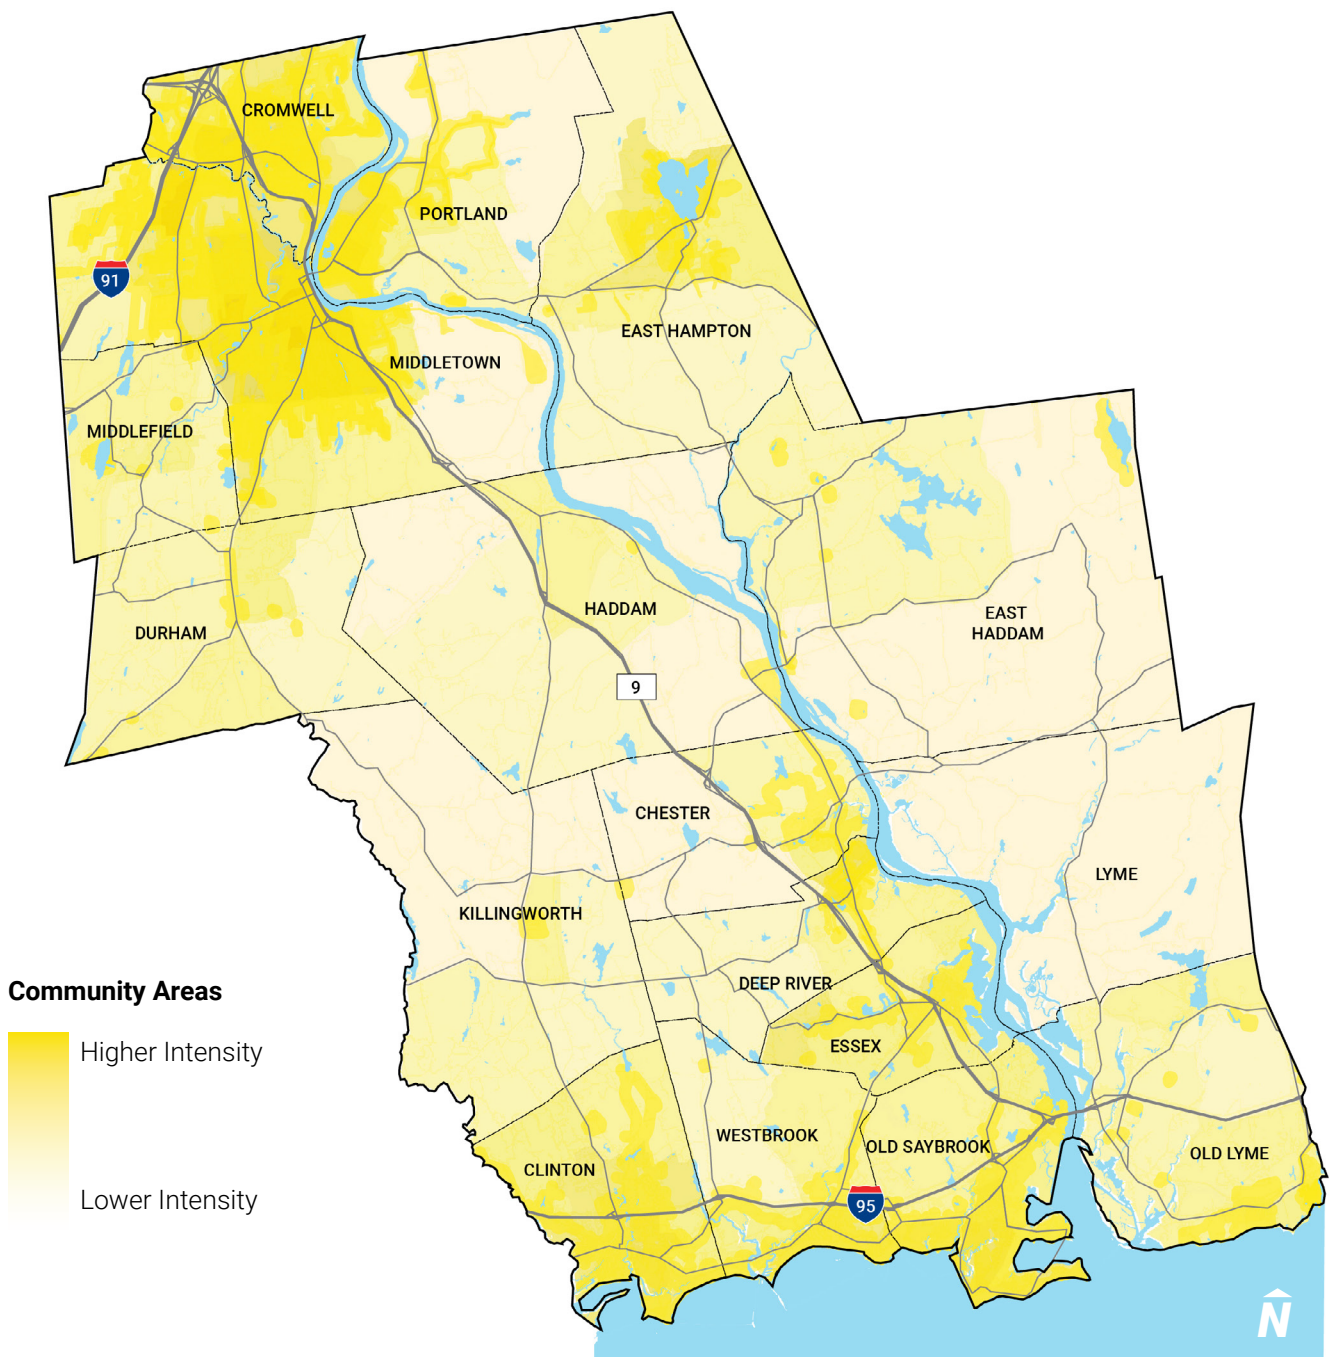 CROMWELL
PORTLAND
91
EAST HAMPTON
MIDDLETOWN
MIDDLEFIELD
HADDAM
EAST
HADDAM
DURHAM
9
CHESTER
LYME
KILLINGWORTH
DEEP RIVER
Community Areas
Higher Intensity
Lower Intensity
ESSEX
WESTBROOK
OLD SAYBROOK
OLD LYME
CLINTON
95
N